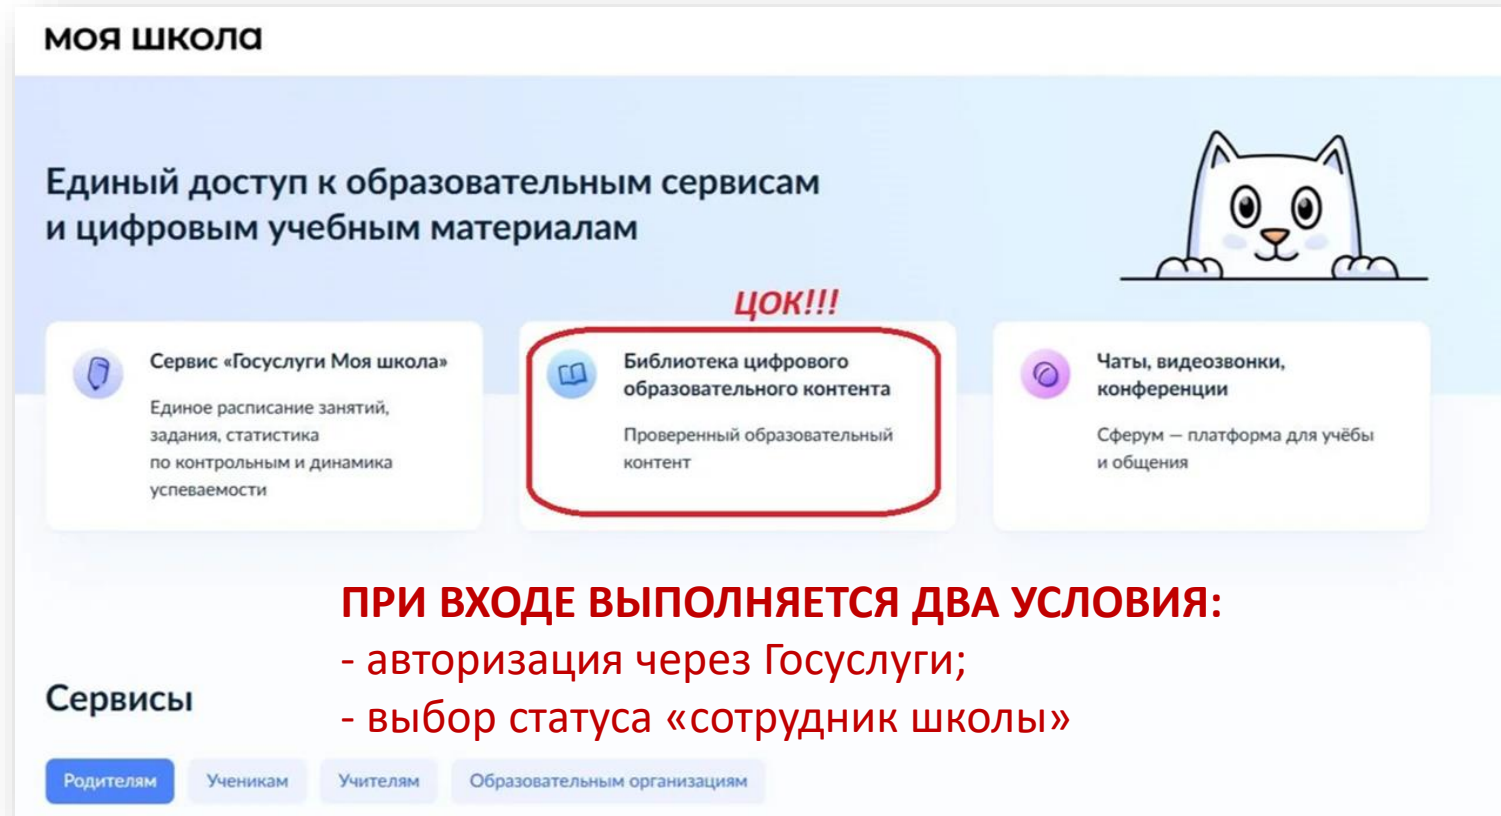 моя школа
Единый доступ к образовательным сервисам
и цифровым учебным материалам
ЦОК!!!
Сервис «Госуслуги Моя школа»
Единое расписание занятий,
задания, статистика
по контрольным и динамика
успеваемости
Библиотека цифрового
образовательного контента
Проверенный образовательный
контент
Чаты, видеозвонки,
конференции
Сферум — платформа для учёбы
и общения
ПРИ ВХОДЕ ВЫПОЛНЯЕТСЯ ДВА УСЛОВИЯ:
- авторизация через Госуслуги;
- выбор статуса «сотрудник школы»
Сервисы
Родителям Ученикам Учителям Образовательным организациям